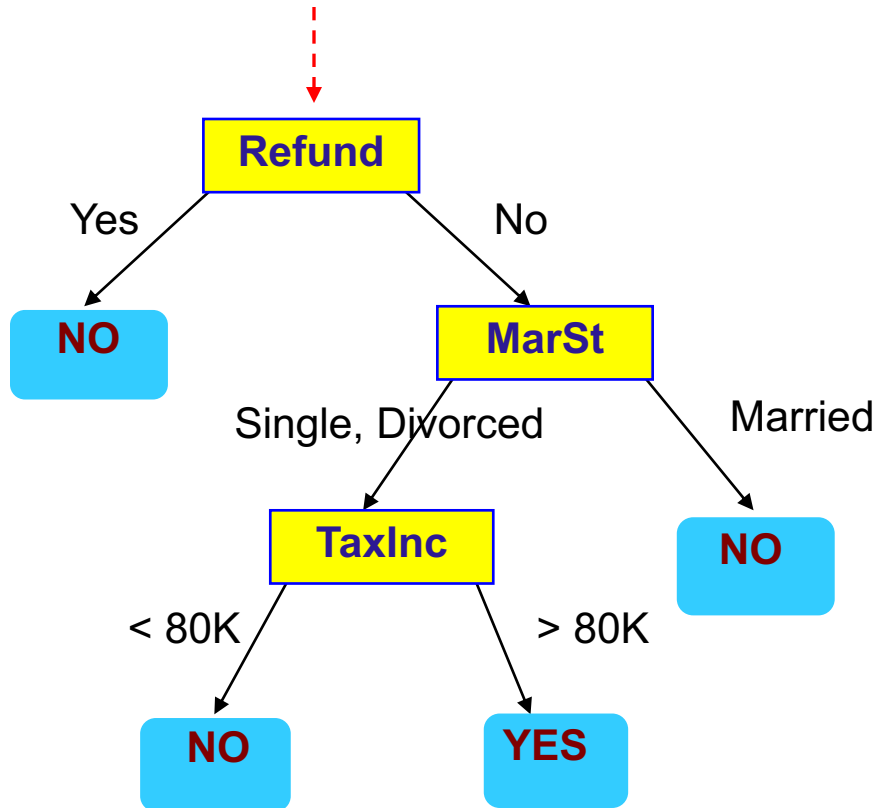 Refund
Yes
No
NO
MarSt
Single, Divorced
Married
TaxInc
NO
< 80K
> 80K
NO
YES